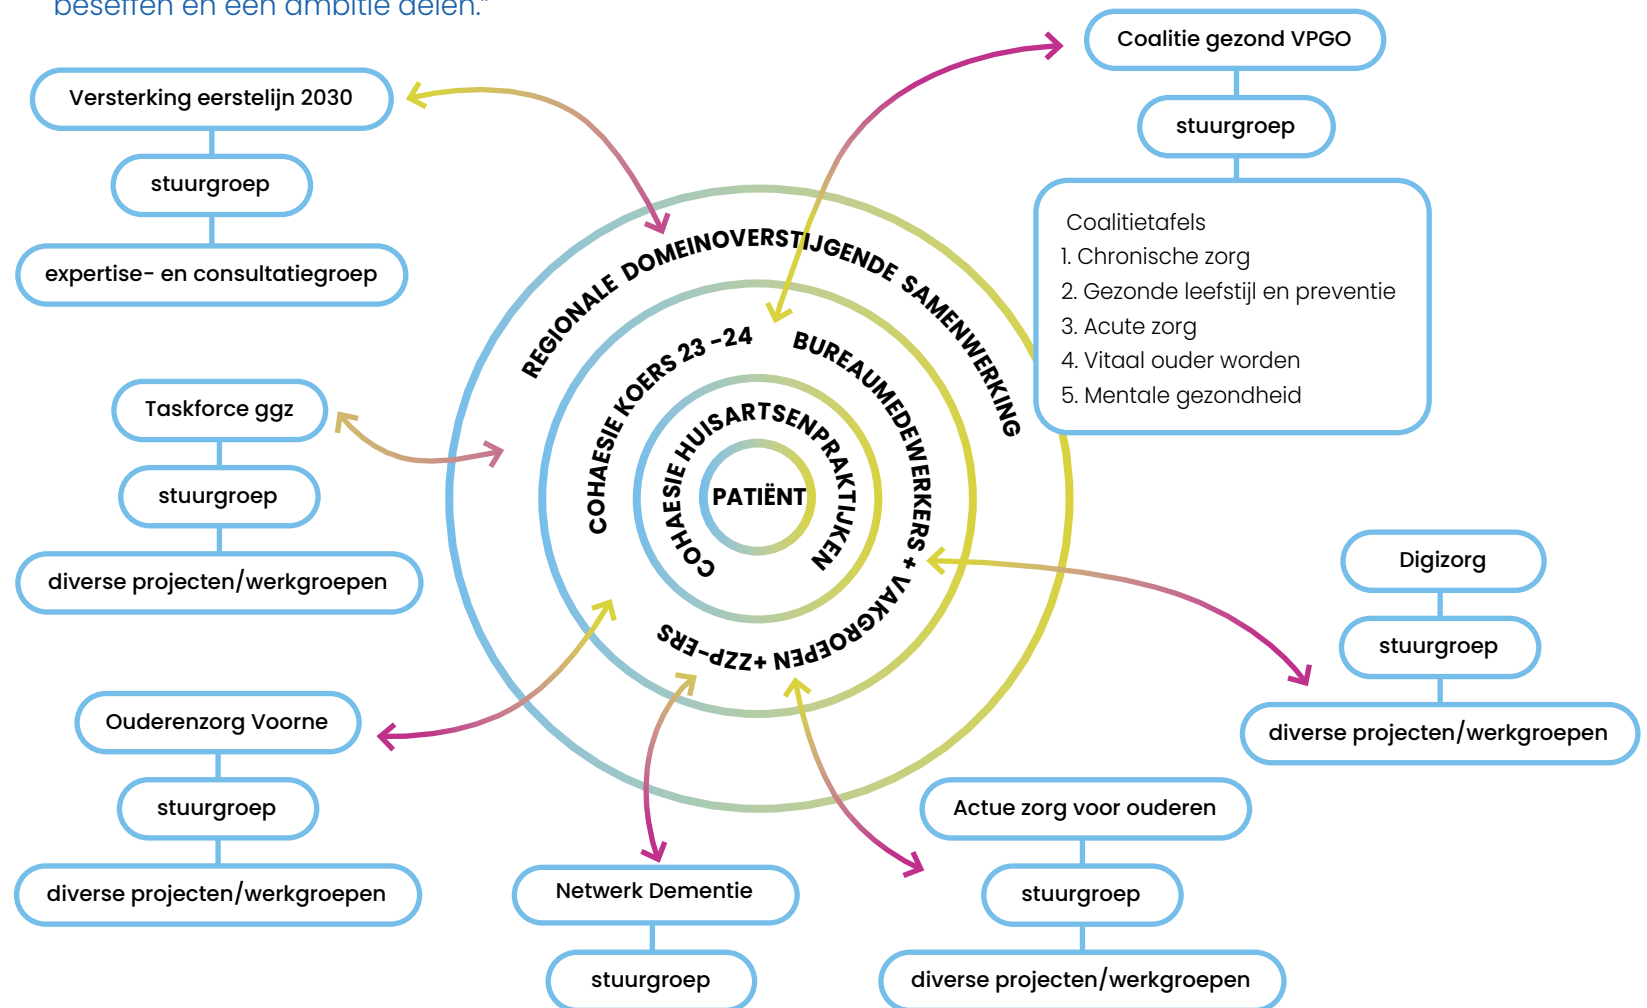 beseffen en een ambitie delen."
Versterking eerstelijn 2030
stuurgroep
expertise- en consultatiegroep
Coalitie gezond VPGO
stuurgroep
Coalitietafels
1. Chronische zorg
2. Gezonde leefstijl en preventie
3. Acute zorg
4. Vitaal ouder worden
5. Mentale gezondheid
REGIONALE DOMEINOVERSTIJGENDE SAMENWERKING
COHAESIE KOERS 23 -24
BUREAUMEDEWERKERS + VAKGROEPEN +ZZP-ERS
COHAESIE HUISARTSENPRAKTIJKEN
PATIËNT
Taskforce ggz
stuurgroep
diverse projecten/werkgroepen
Digizorg
stuurgroep
diverse projecten/werkgroepen
Ouderenzorg Voorne
stuurgroep
diverse projecten/werkgroepen
Netwerk Dementie
stuurgroep
Actue zorg voor ouderen
stuurgroep
diverse projecten/werkgroepen